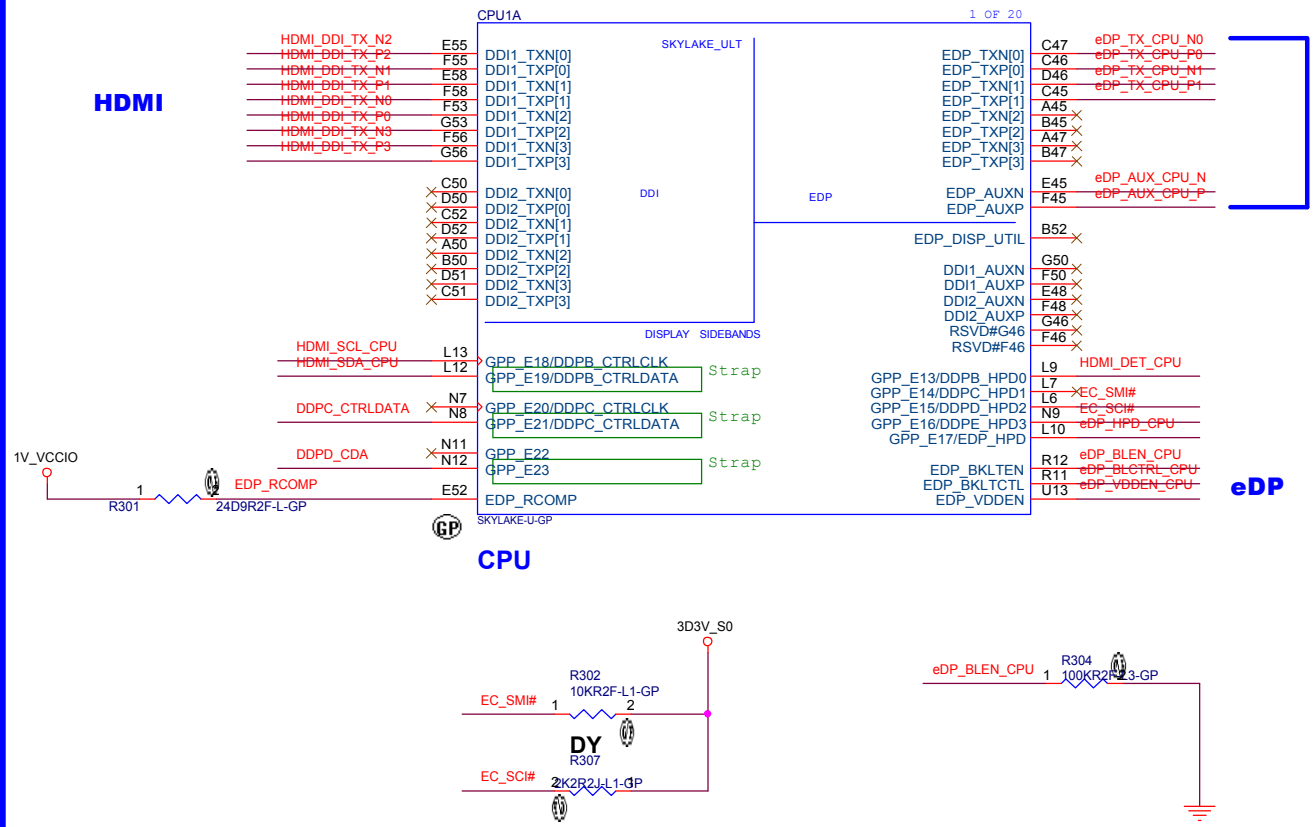 CPU1A
1 OF 20
SKYLAKE_ULT
HDMI
HDMI_DDI_TX_N2 E55 DDI1_TXN[0]
HDMI_DDI_TX_P2 F55 DDI1_TXP[0]
HDMI_DDI_TX_N1 E58 DDI1_TXN[1]
HDMI_DDI_TX_P1 F58 DDI1_TXP[1]
HDMI_DDI_TX_N0 F53 DDI1_TXN[2]
HDMI_DDI_TX_P0 G53 DDI1_TXP[2]
HDMI_DDI_TX_N3 F56 DDI1_TXN[3]
HDMI_DDI_TX_P3 G56 DDI1_TXP[3]
C50 DDI2_TXN[0]
D50 DDI2_TXP[0]
C52 DDI2_TXN[1]
D52 DDI2_TXP[1]
A50 DDI2_TXN[2]
B50 DDI2_TXP[2]
D51 DDI2_TXN[3]
C51 DDI2_TXP[3]
DDI
EDP
DISPLAY SIDEBANDS
EDP_TXN[0] C47 eDP_TX_CPU_N0
EDP_TXP[0] C46 eDP_TX_CPU_P0
EDP_TXN[1] D46 eDP_TX_CPU_N1
EDP_TXP[1] C45 eDP_TX_CPU_P1
EDP_TXN[2] A45
EDP_TXP[2] B45
EDP_TXN[3] A47
EDP_TXP[3] B47
EDP_AUXN E45 eDP_AUX_CPU_N
EDP_AUXP F45 eDP_AUX_CPU_P
EDP_DISP_UTIL B52
DDI1_AUXN G50
DDI1_AUXP F50
DDI2_AUXN E48
DDI2_AUXP F48
RSVD#G46 G46
RSVD#F46 F46
HDMI_SCL_CPU L13 GPP_E18/DDPB_CTRLCLK
HDMI_SDA_CPU L12 GPP_E19/DDPB_CTRLDATA Strap
N7 GPP_E20/DDPC_CTRLCLK
DDPC_CTRLDATA N8 GPP_E21/DDPC_CTRLDATA Strap
N11 GPP_E22
DDPD_CDA N12 GPP_E23 Strap
EDP_RCOMP E52 EDP_RCOMP
GPP_E13/DDPB_HPD0 L9 HDMI_DET_CPU
GPP_E14/DDPC_HPD1 L7
GPP_E15/DDPD_HPD2 L6 EC_SMI#
GPP_E16/DDPE_HPD3 N9 EC_SCI#
GPP_E17/EDP_HPD L10 eDP_HPD_CPU
EDP_BKLTEN R12 eDP_BLEN_CPU
EDP_BKLTCTL R11 eDP_BLCTRL_CPU
EDP_VDDEN U13 eDP_VDDEN_CPU
eDP
1V_VCCIO
1 2
R301
24D9R2F-L-GP
GP
SKYLAKE-U-GP
CPU
3D3V_S0
R302
10KR2F-L1-GP
EC_SMI# 1 2
DY
R307
EC_SCI# 2 2K2R2J-L1-GP 1
eDP_BLEN_CPU 1 2
R304
100KR2F-L3-GP